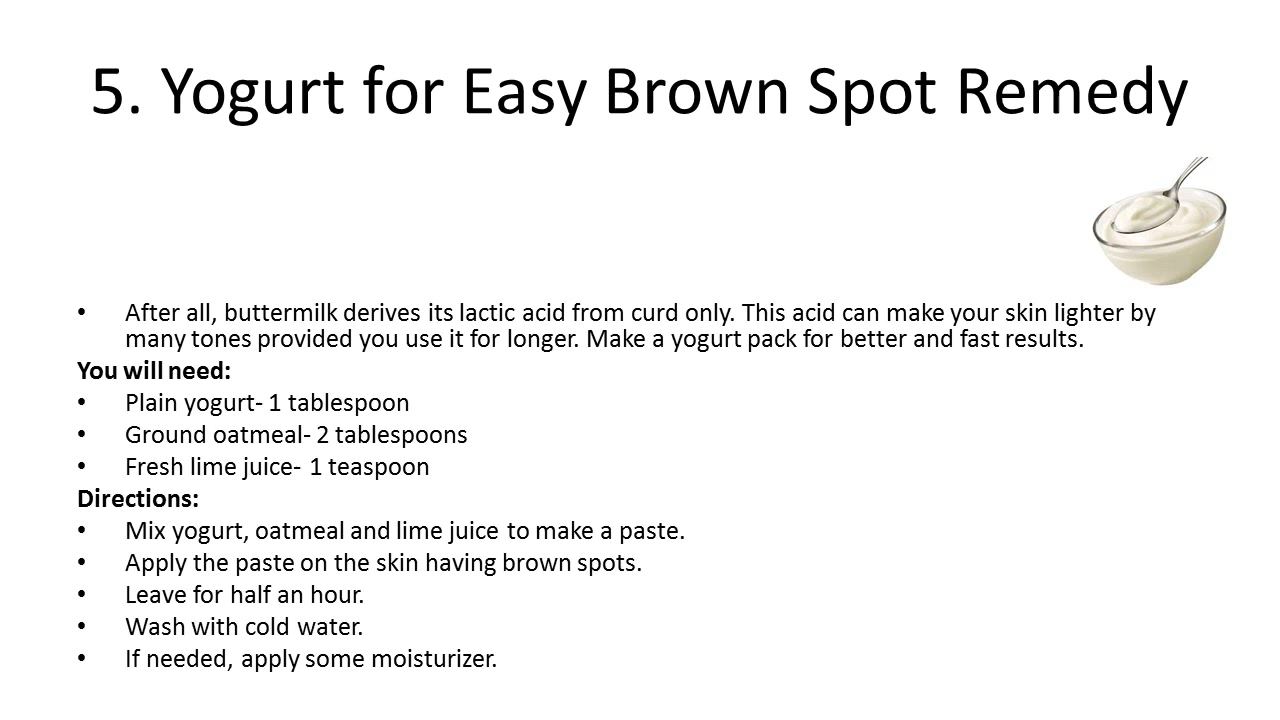 5. Yogurt for Easy Brown Spot Remedy
• After all, buttermilk derives its lactic acid from curd only. This acid can make your skin lighter by
many tones provided you use it for longer. Make a yogurt pack for better and fast results.
You will need:
• Plain yogurt- 1 tablespoon
• Ground oatmeal- 2 tablespoons
• Fresh lime juice- 1 teaspoon
Directions:
• Mix yogurt, oatmeal and lime juice to make a paste.
• Apply the paste on the skin having brown spots.
• Leave for half an hour.
• Wash with cold water.
• If needed, apply some moisturizer.